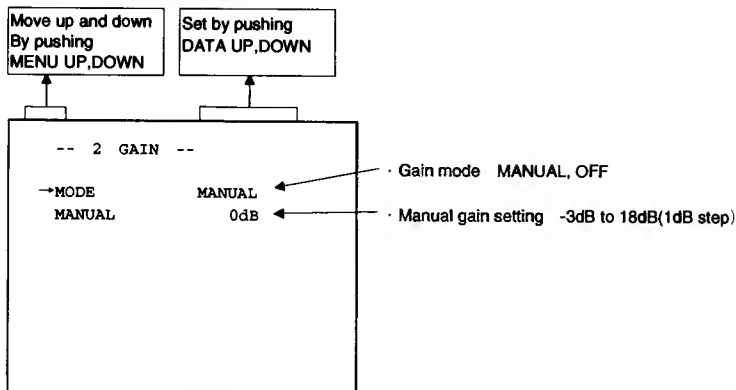 Move up and down
By pushing
MENU UP,DOWN
Set by pushing
DATA UP,DOWN
-- 2 GAIN --
→MODE MANUAL
MANUAL 0dB
· Gain mode MANUAL, OFF
· Manual gain setting -3dB to 18dB(1dB step)